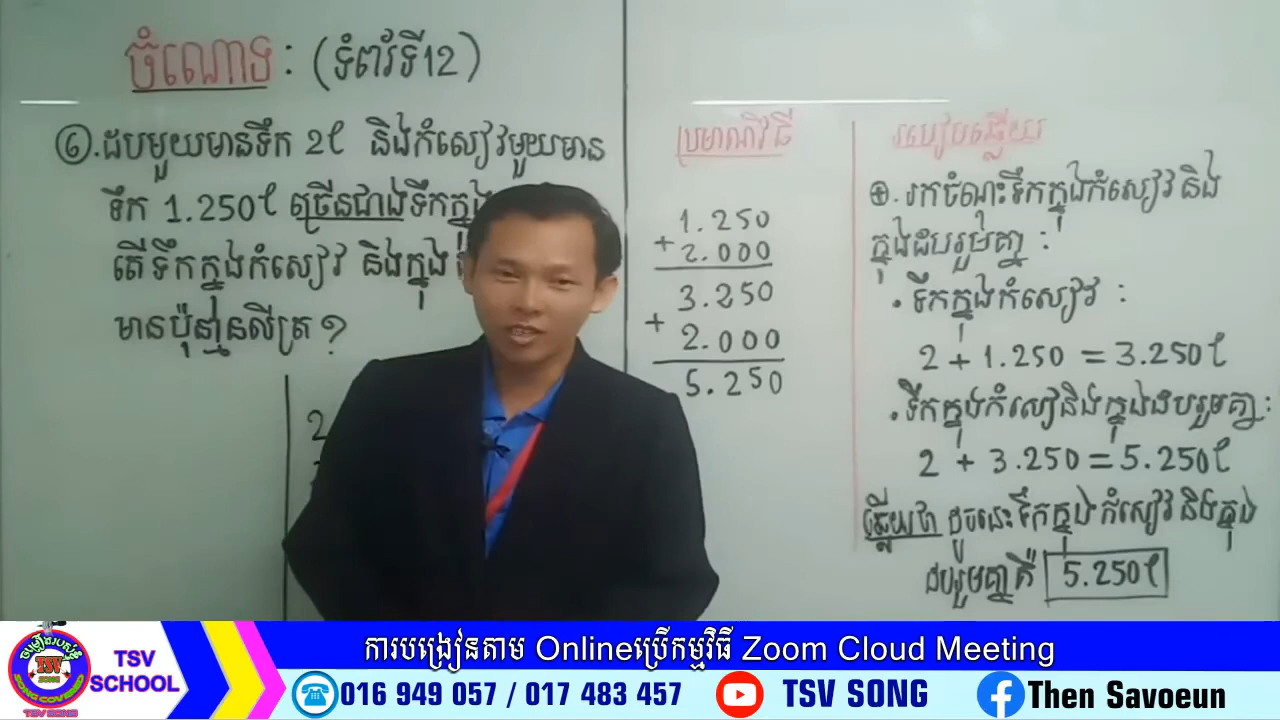 ចំណោទ : (ទំព័រទី12)
៦.ដបមួយមានទឹក 2ℓ និងកំសៀវមួយមាន
ទឹក 1.250ℓ ច្រើនជាងទឹកក្នុង
តើទឹកក្នុងកំសៀវ និងក្នុង
មានប៉ុន្មានលីត្រ?
2
ប្រមាណវិធី
1.250
+
2.000
3.250
+
2.000
5.250
របៀបឆ្លើយ
⊕. រកចំណុះទឹកក្នុងកំសៀវនិង
ក្នុងដបរួមគ្នា :
• ទឹកក្នុងកំសៀវ :
2 + 1.250 = 3.250ℓ
• ទឹកក្នុងកំសៀវនិងក្នុងដបរួមគ្នា:
2 + 3.250 = 5.250ℓ
ឆ្លើយថា ដូចនេះទឹកក្នុងកំសៀវនិងក្នុង
ដបរួមគ្នាគឺ 5.250ℓ
TSV SONG
TSV SCHOOL
ការបង្រៀនតាម Onlineប្រើកម្មវិធី Zoom Cloud Meeting
016 949 057 / 017 483 457
TSV SONG
Then Savoeun